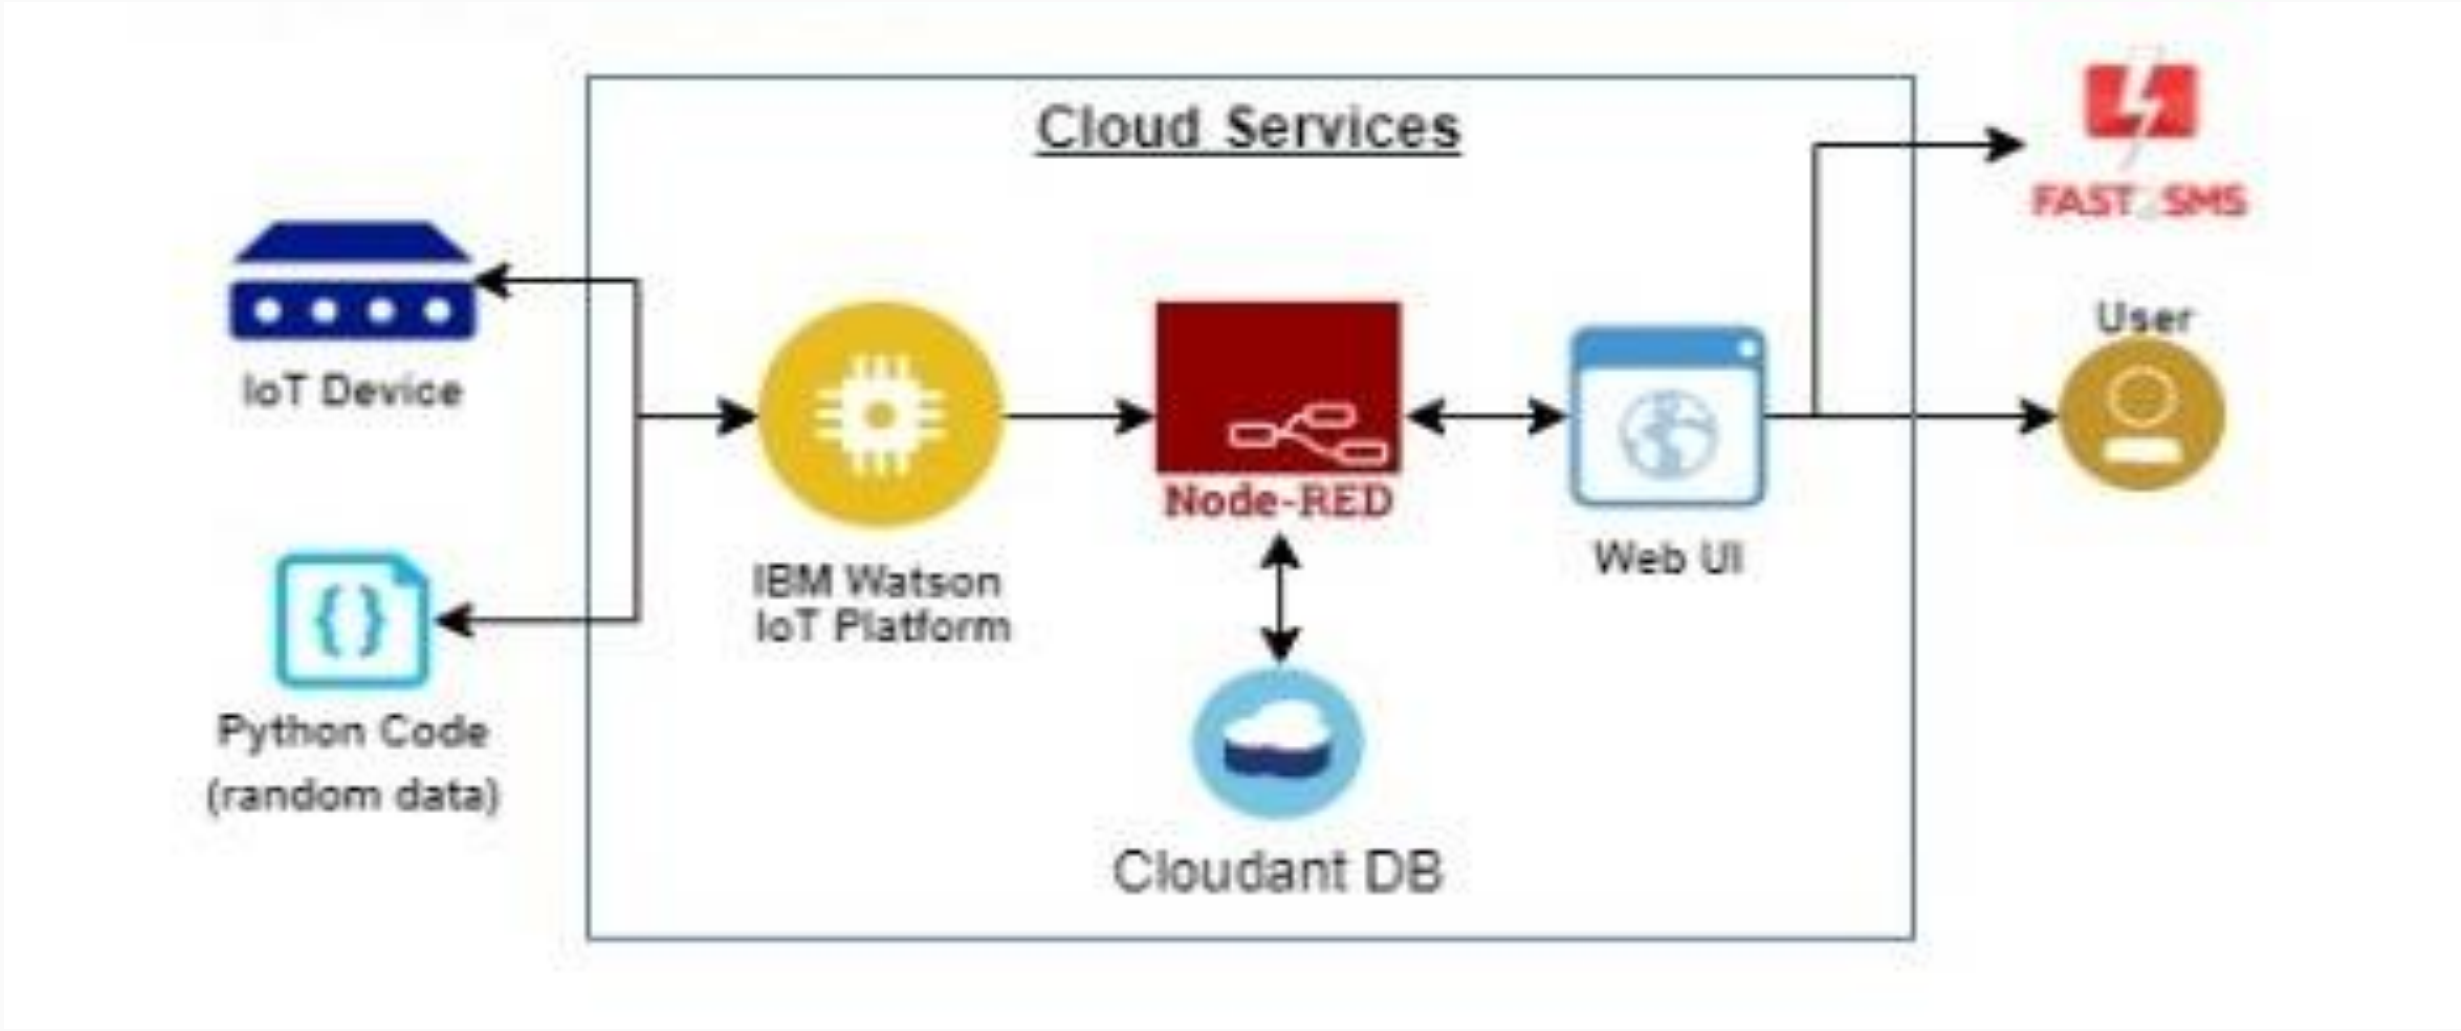 Cloud Services
FAST SMS
IoT Device
User
Node-RED
Web UI
IBM Watson
IoT Platform
Python Code
(random data)
Cloudant DB